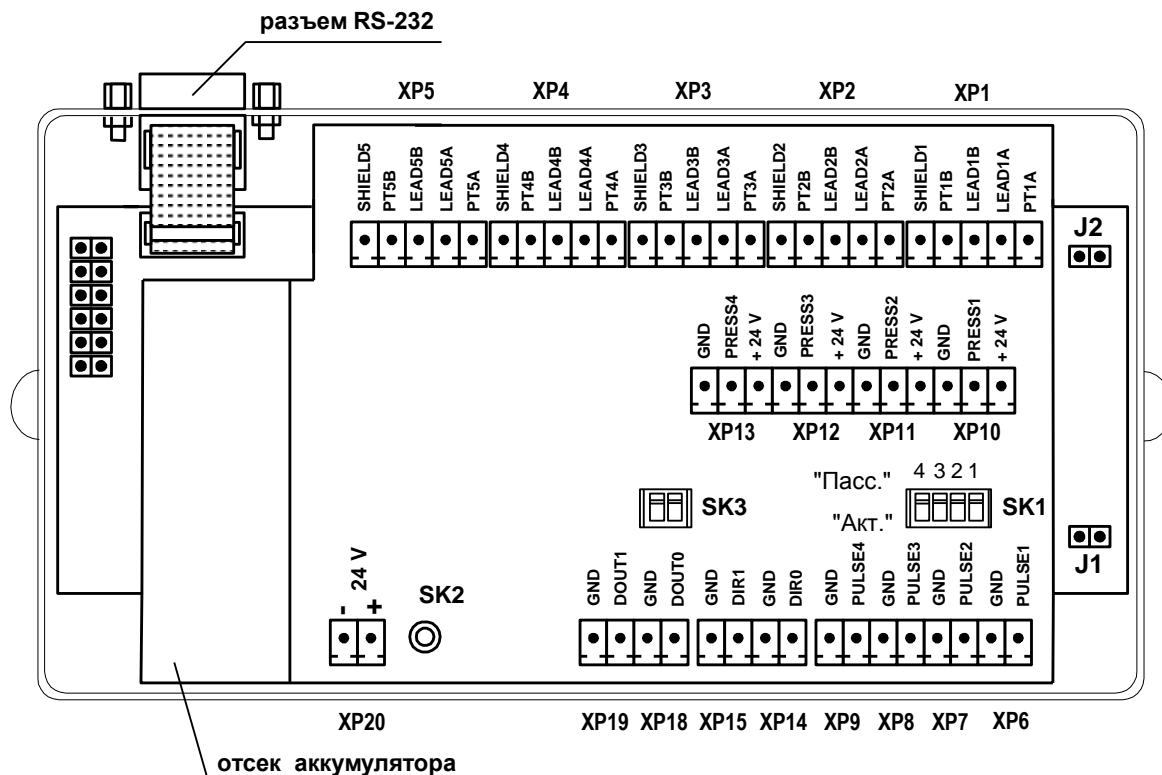 разъем RS-232
XP5 XP4 XP3 XP2 XP1
SHIELD5 PT5B LEAD5B LEAD5A PT5A SHIELD4 PT4B LEAD4B LEAD4A PT4A SHIELD3 PT3B LEAD3B LEAD3A PT3A SHIELD2 PT2B LEAD2B LEAD2A PT2A SHIELD1 PT1B LEAD1B LEAD1A PT1A
J2
GND PRESS4 + 24 V GND PRESS3 + 24 V GND PRESS2 + 24 V GND PRESS1 + 24 V
XP13 XP12 XP11 XP10
"Пасс." 4 3 2 1
SK3 SK1
"Акт."
J1
24 V
- +
SK2
GND DOUT1 GND DOUT0 GND DIR1 GND DIR0 GND PULSE4 GND PULSE3 GND PULSE2 GND PULSE1
XP20 XP19 XP18 XP15 XP14 XP9 XP8 XP7 XP6
отсек аккумулятора